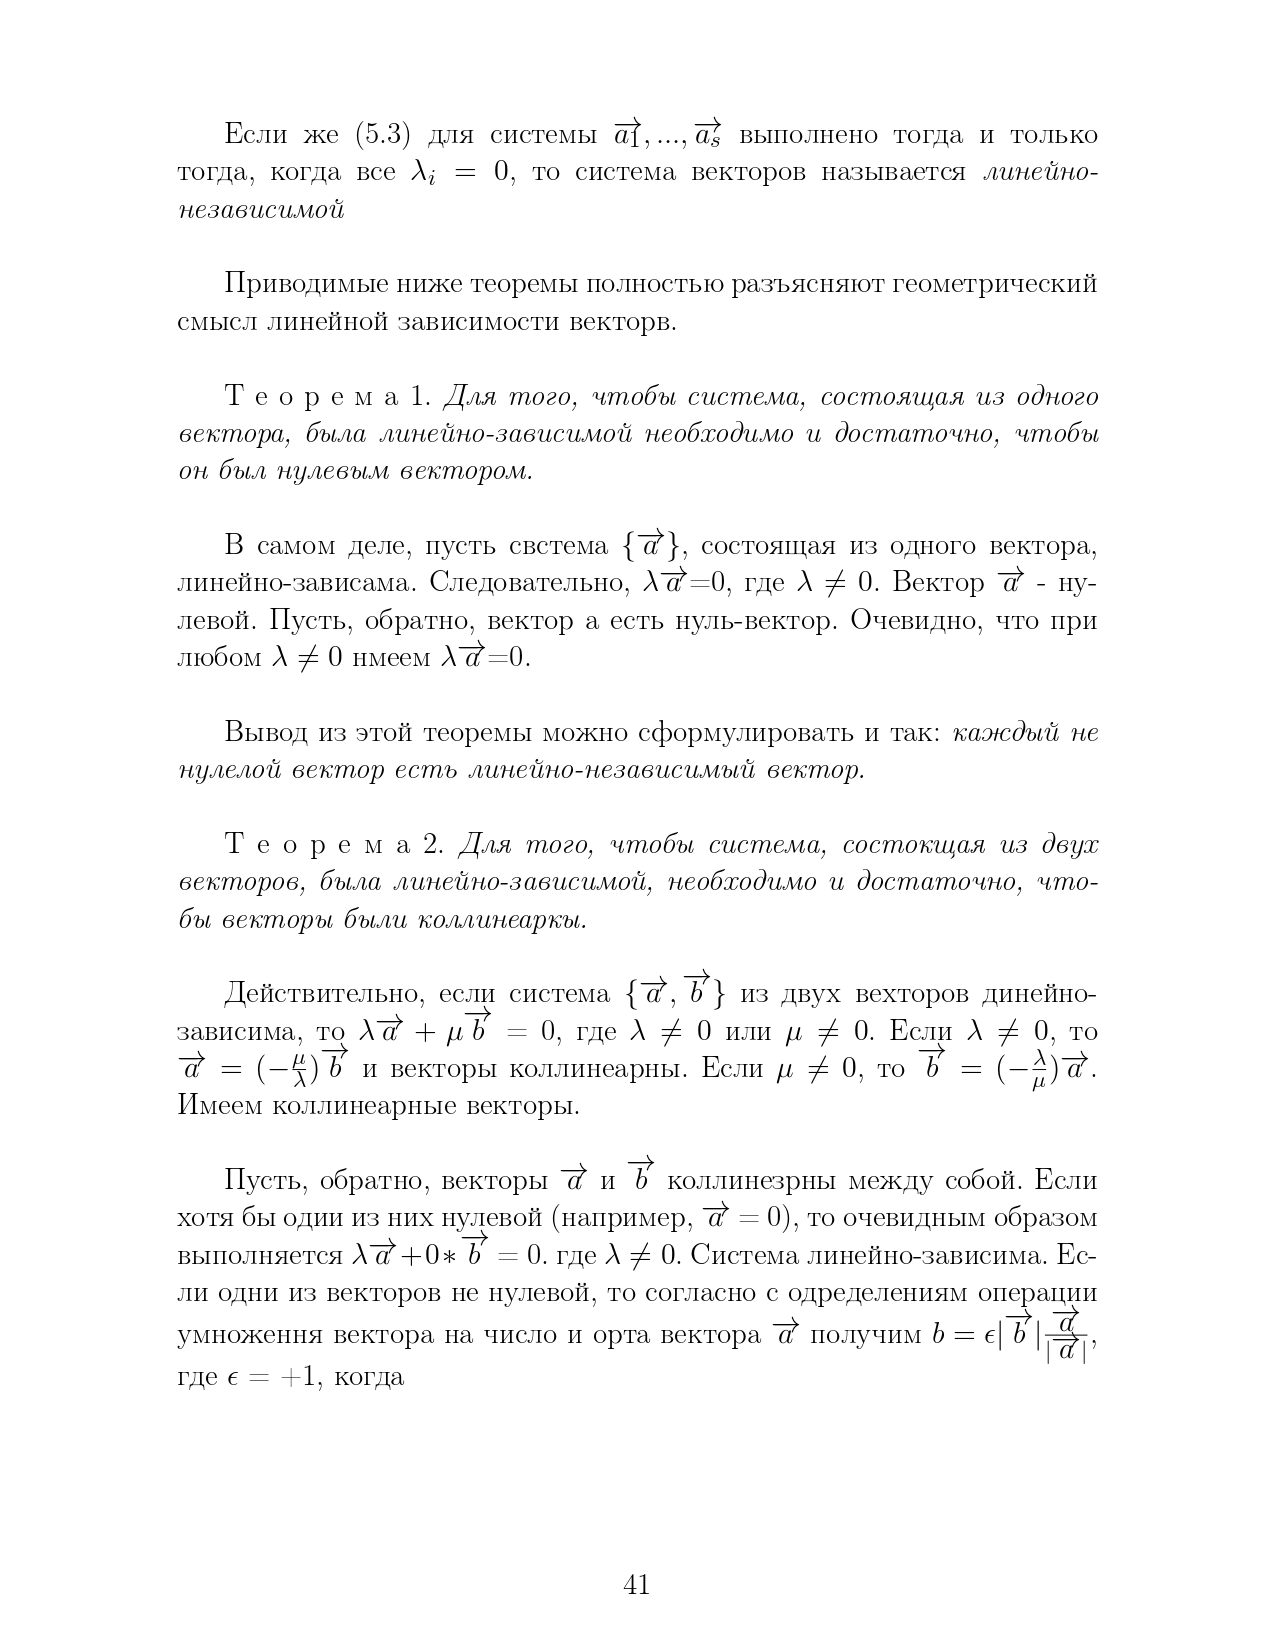 Если же (5.3) для системы $\overrightarrow{a_1}, ..., \overrightarrow{a_s}$ выполнено тогда и только
тогда, когда все $\lambda_i = 0$, то система векторов называется линейно-
независимой
Приводимые ниже теоремы полностью разъясняют геометрический
смысл линейной зависимости векторв.
Т е о р е м а 1. Для того, чтобы система, состоящая из одного
вектора, была линейно-зависимой необходимо и достаточно, чтобы
он был нулевым вектором.
В самом деле, пусть свстема $\{\overrightarrow{a}\}$, состоящая из одного вектора,
линейно-зависама. Следовательно, $\lambda\overrightarrow{a}$=0, где $\lambda \neq 0$. Вектор $\overrightarrow{a}$ - ну-
левой. Пусть, обратно, вектор а есть нуль-вектор. Очевидно, что при
любом $\lambda \neq 0$ нмеем $\lambda\overrightarrow{a}$=0.
Вывод из этой теоремы можно сформулировать и так: каждый не
нулелой вектор есть линейно-независимый вектор.
Т е о р е м а 2. Для того, чтобы система, состокщая из двух
векторов, была линейно-зависимой, необходимо и достаточно, что-
бы векторы были коллинеаркы.
Действительно, если система $\{\overrightarrow{a}, \overrightarrow{b}\}$ из двух вехторов динейно-
зависима, то $\lambda\overrightarrow{a} + \mu\overrightarrow{b} = 0$, где $\lambda \neq 0$ или $\mu \neq 0$. Если $\lambda \neq 0$, то
$\overrightarrow{a} = (-\frac{\mu}{\lambda})\overrightarrow{b}$ и векторы коллинеарны. Если $\mu \neq 0$, то $\overrightarrow{b} = (-\frac{\lambda}{\mu})\overrightarrow{a}$.
Имеем коллинеарные векторы.
Пусть, обратно, векторы $\overrightarrow{a}$ и $\overrightarrow{b}$ коллинезрны между собой. Если
хотя бы одии из них нулевой (например, $\overrightarrow{a} = 0$), то очевидным образом
выполняется $\lambda\overrightarrow{a} + 0 * \overrightarrow{b} = 0$. где $\lambda \neq 0$. Система линейно-зависима. Ес-
ли одни из векторов не нулевой, то согласно с одределениям операции
умноження вектора на число и орта вектора $\overrightarrow{a}$ получим $b = \epsilon|\overrightarrow{b}|\frac{\overrightarrow{a}}{|\overrightarrow{a}|}$,
где $\epsilon = +1$, когда
41